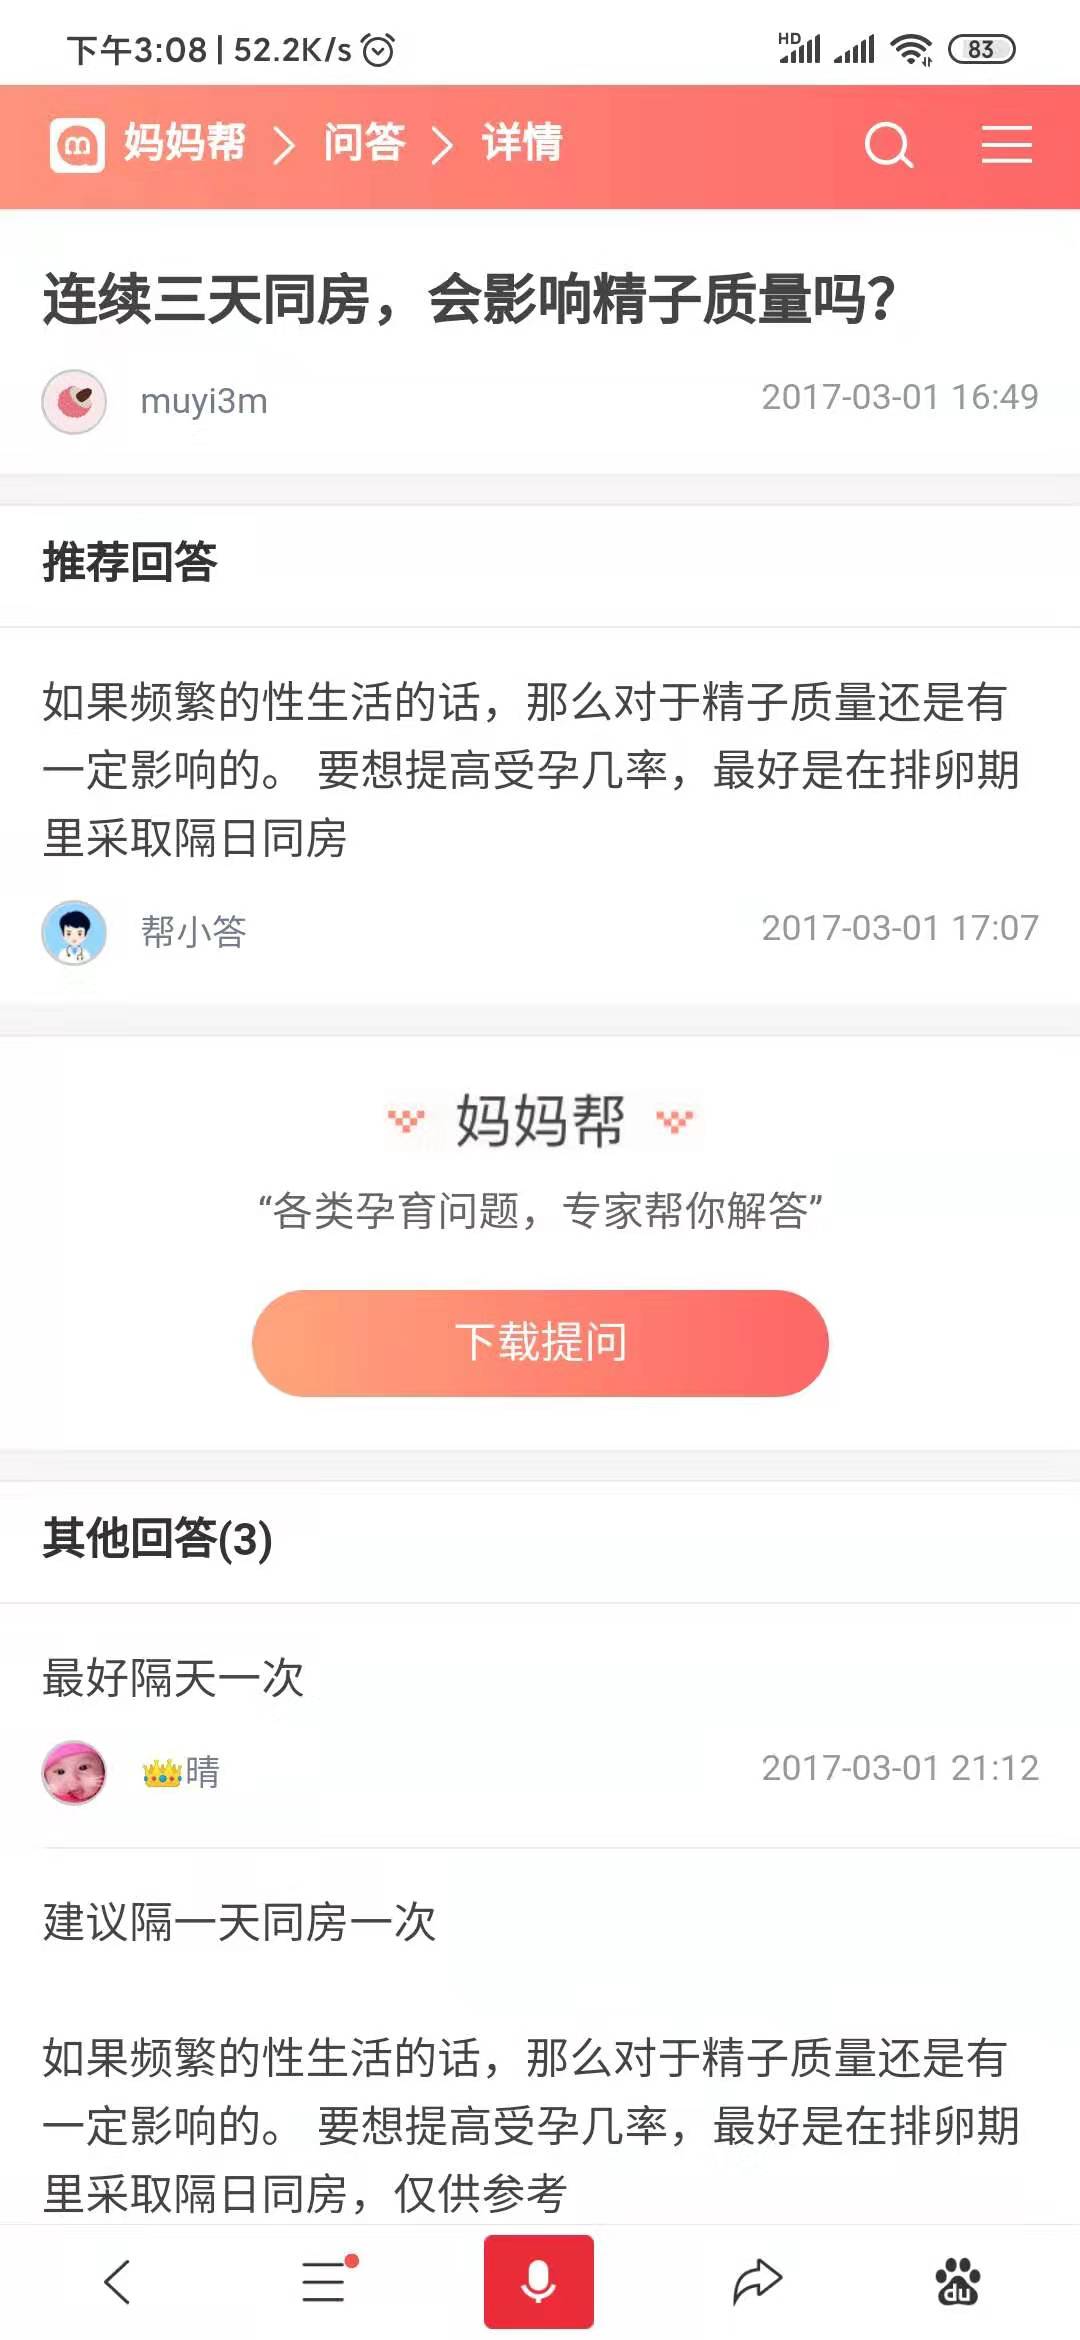 下午3:08 | 52.2K/s
HD
83
妈妈帮 > 问答 > 详情
连续三天同房，会影响精子质量吗？
muyi3m
2017-03-01 16:49
推荐回答
如果频繁的性生活的话，那么对于精子质量还是有
一定影响的。 要想提高受孕几率，最好是在排卵期
里采取隔日同房
帮小答
2017-03-01 17:07
妈妈帮
“各类孕育问题，专家帮你解答”
下载提问
其他回答(3)
最好隔天一次
👑晴
2017-03-01 21:12
建议隔一天同房一次
如果频繁的性生活的话，那么对于精子质量还是有
一定影响的。 要想提高受孕几率，最好是在排卵期
里采取隔日同房，仅供参考
du